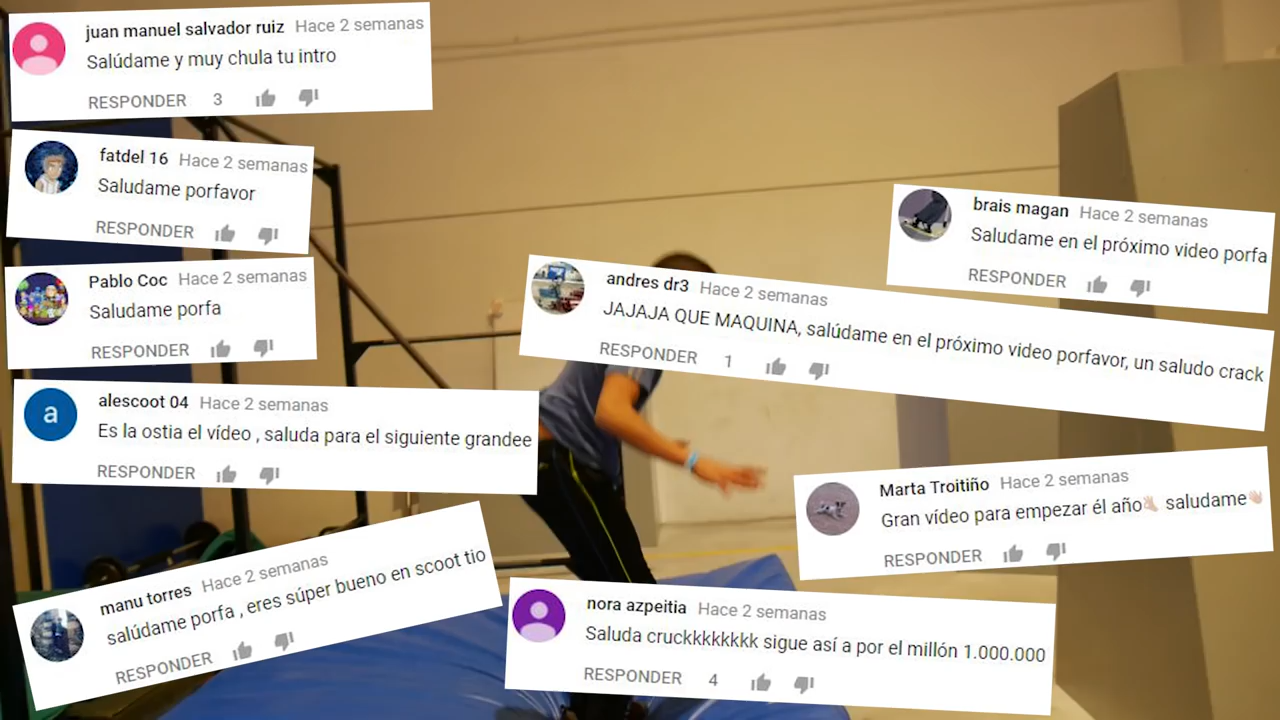 juan manuel salvador ruiz Hace 2 semanas
Salúdame y muy chula tu intro
RESPONDER 3
fatdel 16 Hace 2 semanas
Saludame porfavor
RESPONDER
Pablo Coc Hace 2 semanas
Saludame porfa
RESPONDER
a
alescoot 04 Hace 2 semanas
Es la ostia el vídeo , saluda para el siguiente grandee
RESPONDER
manu torres Hace 2 semanas
salúdame porfa , eres súper bueno en scoot tio
RESPONDER
brais magan Hace 2 semanas
Saludame en el próximo video porfa
RESPONDER
andres dr3 Hace 2 semanas
JAJAJA QUE MAQUINA, salúdame en el próximo video porfavor, un saludo crack
RESPONDER 1
Marta Troitiño Hace 2 semanas
Gran vídeo para empezar él año👌🏻 saludame👋🏻
RESPONDER
nora azpeitia Hace 2 semanas
Saluda cruckkkkkkkk sigue así a por el millón 1.000.000
RESPONDER 4